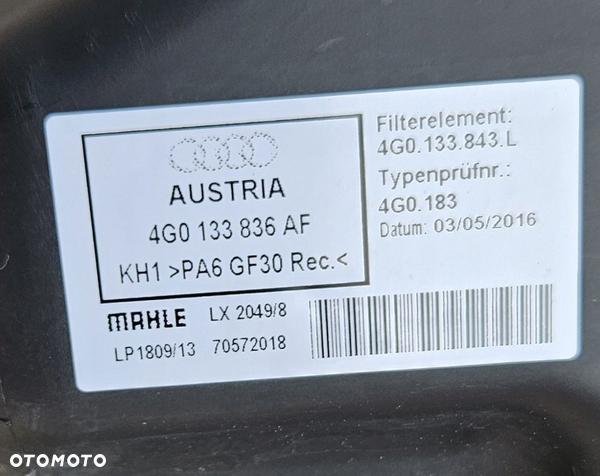 AUSTRIA
4G0 133 836 AF
KH1 >PA6 GF30 Rec.<
Filterelement:
4G0.133.843.L
Typenprüfnr.:
4G0.183
Datum: 03/05/2016
MAHLE LX 2049/8
LP1809/13 70572018
OTOMOTO